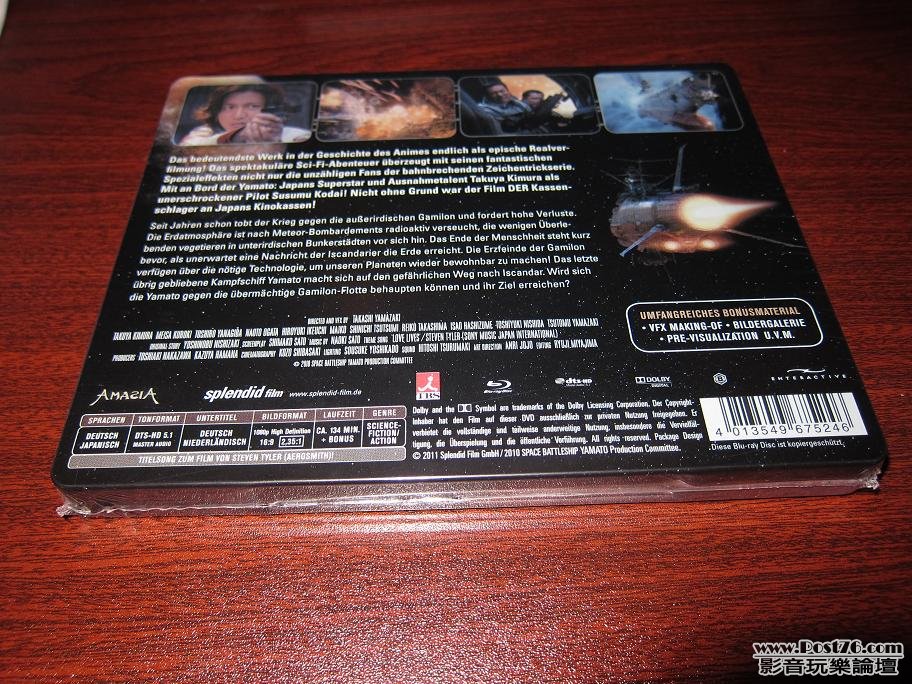 Das bedeutendste Werk in der Geschichte des Animes endlich als epische Realver-
filmung! Das spektakuläre Sci-Fi-Abenteuer überzeugt mit seinen fantastischen
Spezialeffekten nicht nur die unzähligen Fans der bahnbrechenden Zeichentrickserie.
Mit an Bord der Yamato: Japans Superstar und Ausnahmetalent Takuya Kimura als
unerschrockener Pilot Susumu Kodai! Nicht ohne Grund war der Film DER Kassen-
schlager an Japans Kinokassen!
Seit Jahren schon tobt der Krieg gegen die außerirdischen Gamilon und fordert hohe Verluste.
Die Erdatmosphäre ist nach Meteor-Bombardements radioaktiv verseucht, die wenigen Überle-
benden vegetieren in unterirdischen Bunkerstädten vor sich hin. Das Ende der Menschheit steht kurz
bevor, als unerwartet eine Nachricht der Iscandarier die Erde erreicht. Die Erzfeinde der Gamilon
verfügen über die nötige Technologie, um unseren Planeten wieder bewohnbar zu machen! Das letzte
übrig gebliebene Kampfschiff Yamato macht sich auf den gefährlichen Weg nach Iscandar. Wird sich
die Yamato gegen die übermächtige Gamilon-Flotte behaupten können und ihr Ziel erreichen?
UMFANGREICHES BONUSMATERIAL
• VFX MAKING-OF • BILDERGALERIE
• PRE-VISUALIZATION U.V.M.
DIRECTED AND VFX BY TAKASHI YAMAZAKI
TAKUYA KIMURA MEISA KUROKI TOSHIRO YANAGIBA NAOTO OGATA HIROYUKI IKEUCHI MAIKO SHINICHI TSUTSUMI REIKO TAKASHIMA ISAO HASHIZUME TOSHIYUKI NISHIDA TSUTOMU YAMAZAKI
ORIGINAL STORY YOSHINOBU NISHIZAKI SCREENPLAY SHIMAKO SATO MUSIC BY NAOKI SATO THEME SONG LOVE LIVES/STEVEN TYLER (SONY MUSIC JAPAN INTERNATIONAL)
PRODUCERS TOSHIAKI NAKAZAWA KAZUYA HAMANA CINEMATOGRAPHY KOZO SHIBASAKI LIGHTING SOUSUKE YOSHIKADO SOUND HITOSHI TSURUMAKI ART DIRECTION ANRI JOJO EDITING RYUJI MIYAJIMA
© 2010 SPACE BATTLESHIP YAMATO PRODUCTION COMMITTEE
AMASIA splendid film www.splendid-film.de TBS Blu-ray Disc dts-HD DOLBY DIGITAL ENTERACTIVE
SPRACHEN TONFORMAT UNTERTITEL BILDFORMAT LAUFZEIT GENRE
DEUTSCH DTS-HD 5.1 DEUTSCH 1080p High Definition CA. 134 MIN. SCIENCE-
JAPANISCH MASTER AUDIO NIEDERLÄNDISCH 16:9 2,35:1 + BONUS FICTION/
ACTION
TITELSONG ZUM FILM VON STEVEN TYLER (AEROSMITH)!
Dolby and the Symbol are trademarks of the Dolby Licensing Corporation. Der Copyright-
Inhaber hat den Film auf dieser DVD ausschließlich zur privaten Nutzung freigegeben. Er
verbietet die vollständige und teilweise anderweitige Nutzung, insbesondere die Vervielfäl-
tigung, die Überspielung und die öffentliche Vorführung. All rights reserved. Package Design
© 2011 Splendid Film GmbH / 2010 SPACE BATTLESHIP YAMATO Production Committee.
4 013549 675246
Diese Blu-ray Disc ist kopiergeschützt.
www.Post76.com
影音玩樂論壇